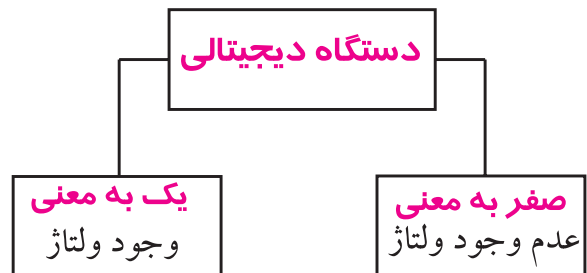 دستگاه دیجیتالی
صفر به معنی
عدم وجود ولتاژ
یک به معنی
وجود ولتاژ